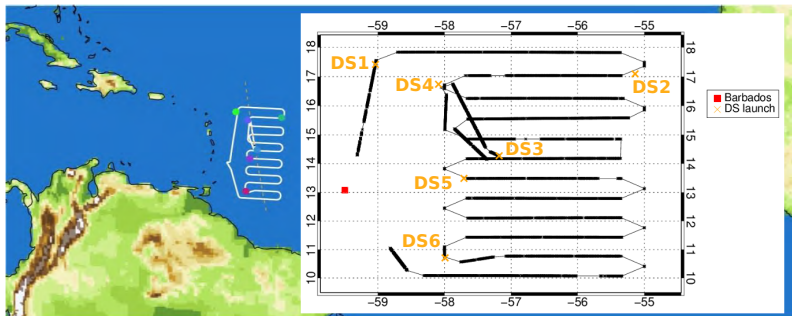 −59 −58 −57 −56 −55
18 18
DS1
17 17
DS4 DS2
16 16
Barbados
DS launch
15 15
14 DS3 14
DS5
13 13
12 12
DS6
11 11
10 10
−59 −58 −57 −56 −55